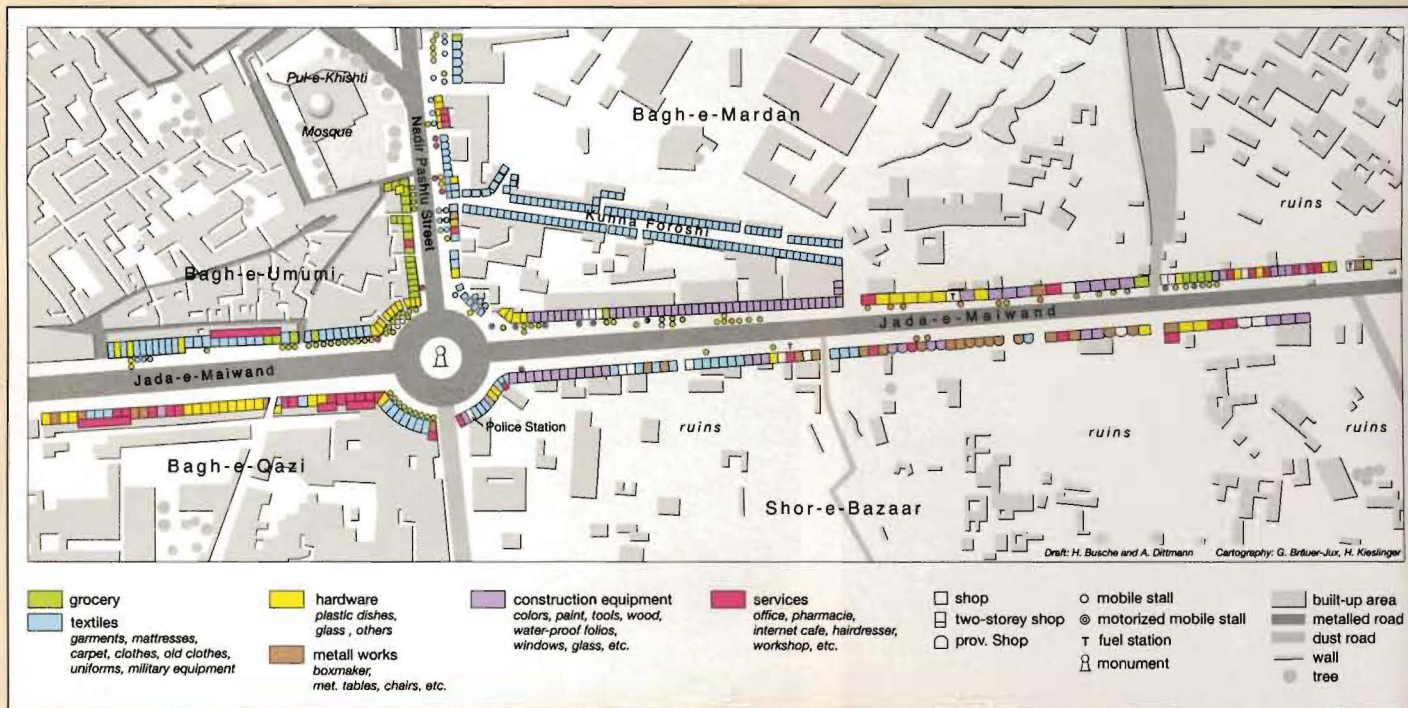 Pul-e-Khishti
Mosque
Nadir Pashtu Street
Bagh-e-Mardan
Kunna Foroshi
ruins
Bagh-e-Umumi
Jada-e-Maiwand
Jada-e-Maiwand
Police Station
ruins
ruins
ruins
Bagh-e-Qazi
Shor-e-Bazaar
Draft: H. Busche and A. Dittmann Cartography: G. Bräuer-Jux, H. Kieslinger
grocery
textiles
garments, mattresses,
carpet, clothes, old clothes,
uniforms, military equipment
hardware
plastic dishes,
glass , others
metall works
boxmaker,
met. tables, chairs, etc.
construction equipment
colors, paint, tools, wood,
water-proof folios,
windows, glass, etc.
services
office, pharmacie,
internet cafe, hairdresser,
workshop, etc.
shop
two-storey shop
prov. Shop
mobile stall
motorized mobile stall
T fuel station
monument
built-up area
metalled road
dust road
wall
tree